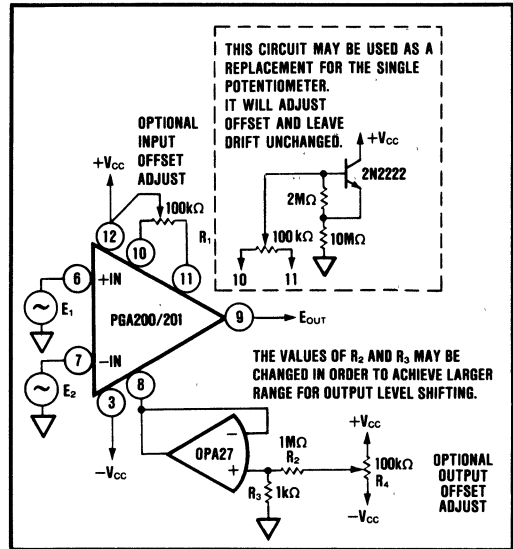 THIS CIRCUIT MAY BE USED AS A
REPLACEMENT FOR THE SINGLE
POTENTIOMETER.
IT WILL ADJUST
OFFSET AND LEAVE
DRIFT UNCHANGED.
+VCC
2N2222
2MΩ
10MΩ
100kΩ
10
11
OPTIONAL
INPUT
OFFSET
ADJUST
+VCC
100kΩ
R1
12
10
11
6
+IN
E1
PGA200/201
9
EOUT
7
−IN
E2
3
8
−VCC
THE VALUES OF R2 AND R3 MAY BE
CHANGED IN ORDER TO ACHIEVE LARGER
RANGE FOR OUTPUT LEVEL SHIFTING.
OPA27
−
+
1MΩ
R2
R3
1kΩ
+VCC
100kΩ
R4
−VCC
OPTIONAL
OUTPUT
OFFSET
ADJUST